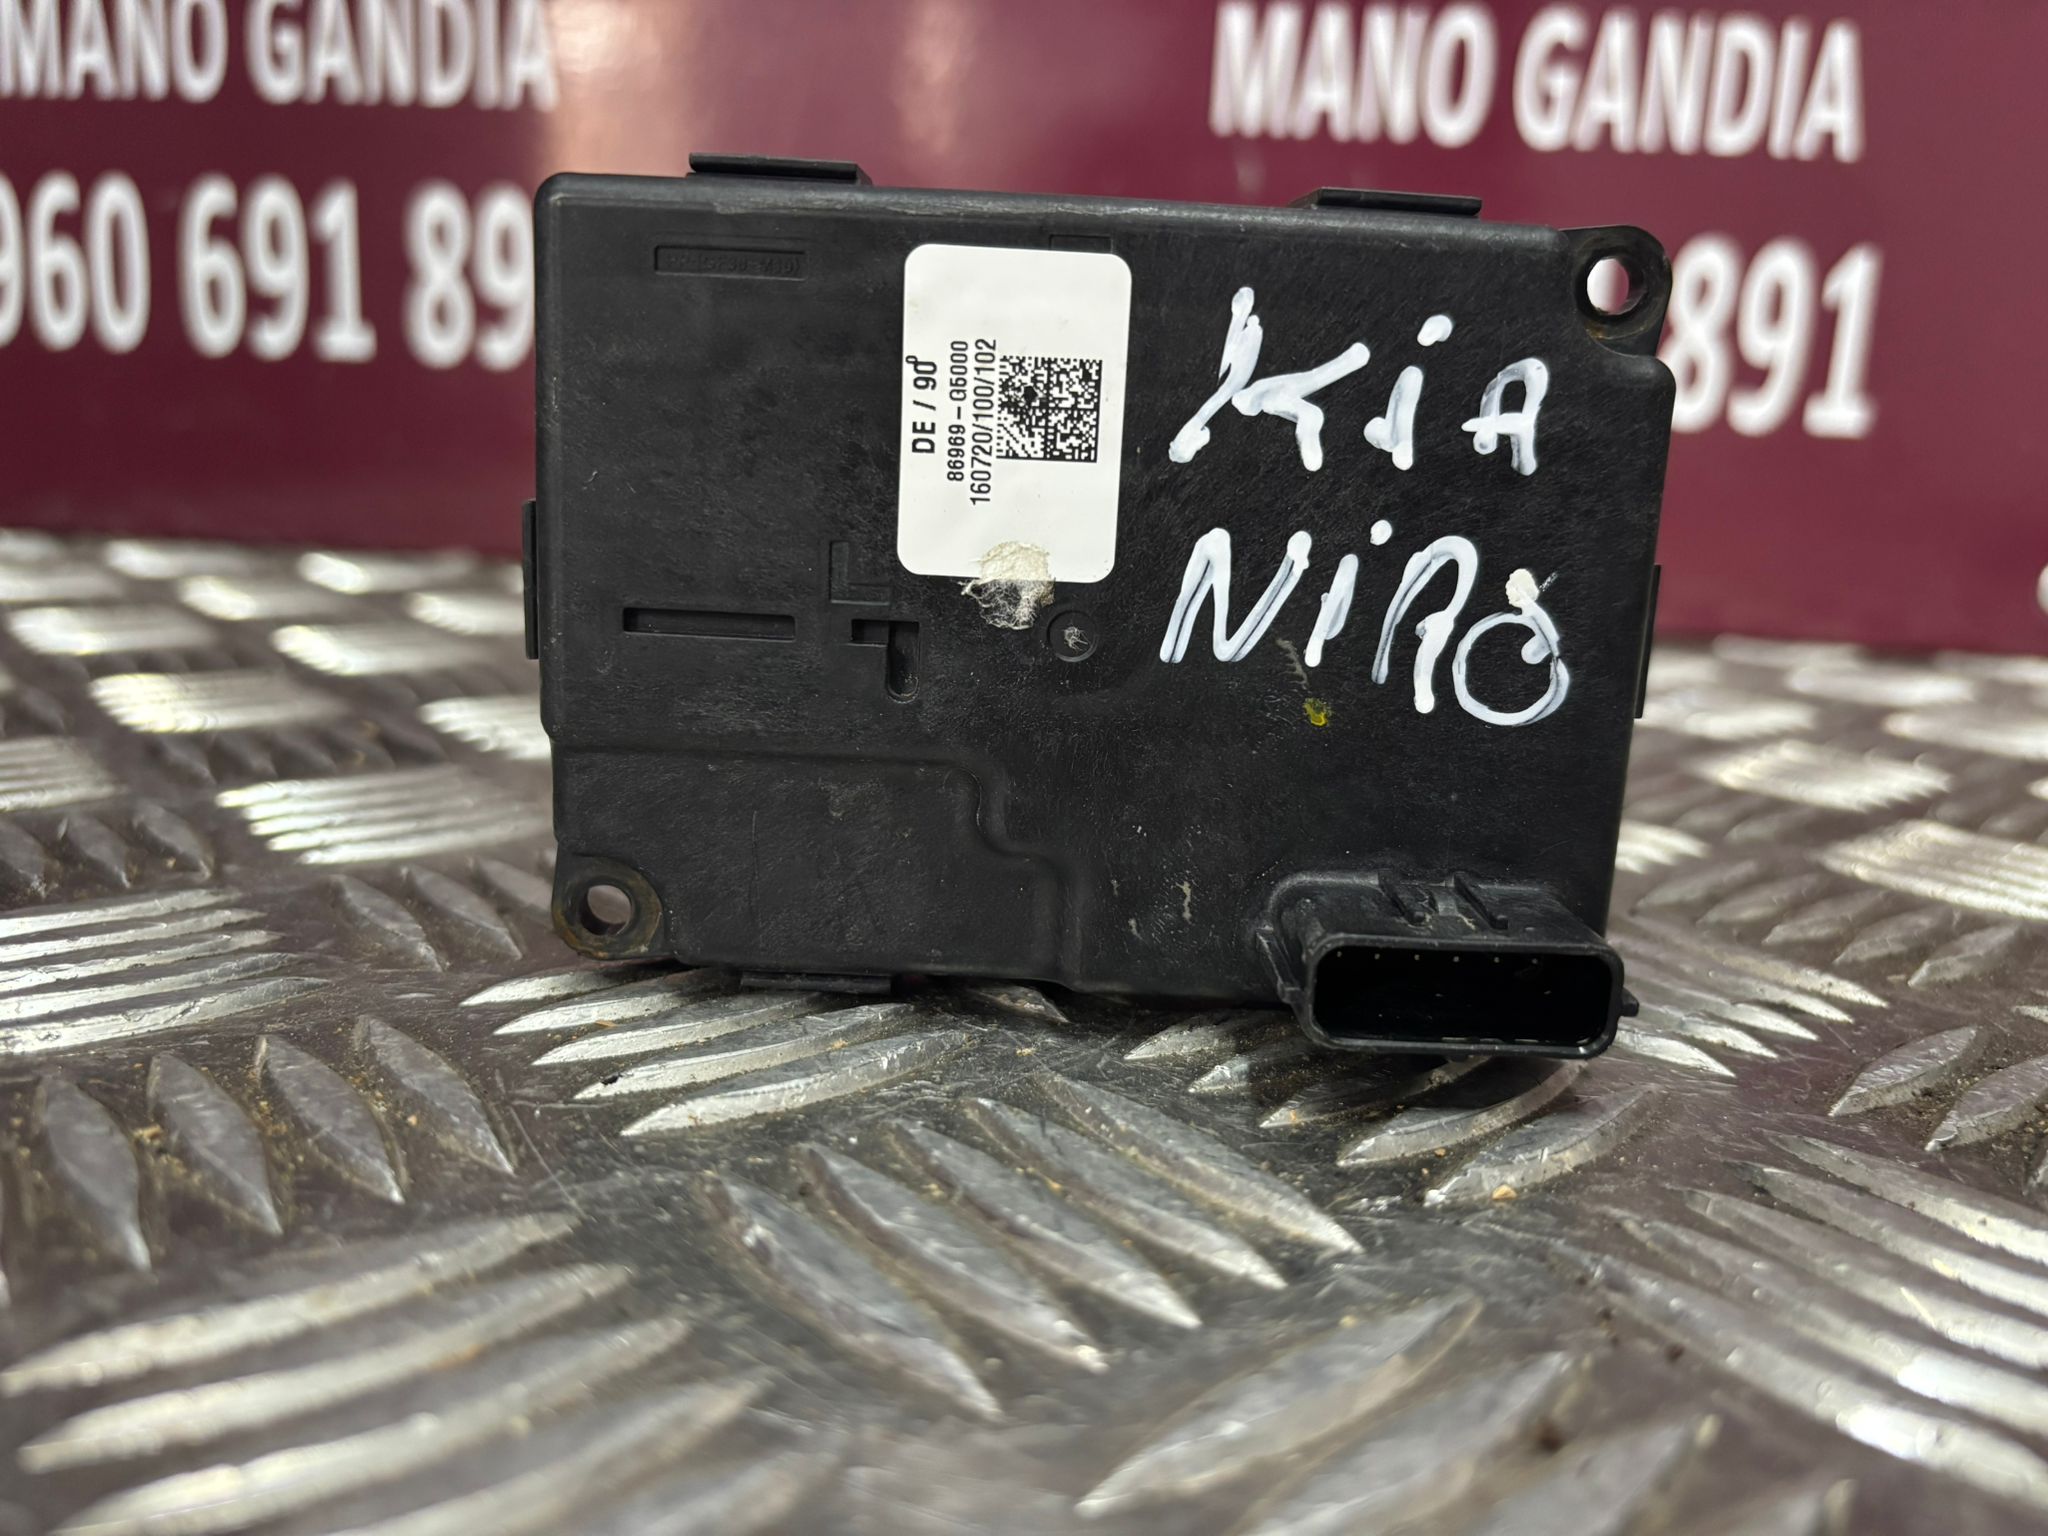 MANO GANDIA
960 691 89
MANO GANDIA
891
DE / 90°
86969-G5000
160720/100/102
KiA
NiRO